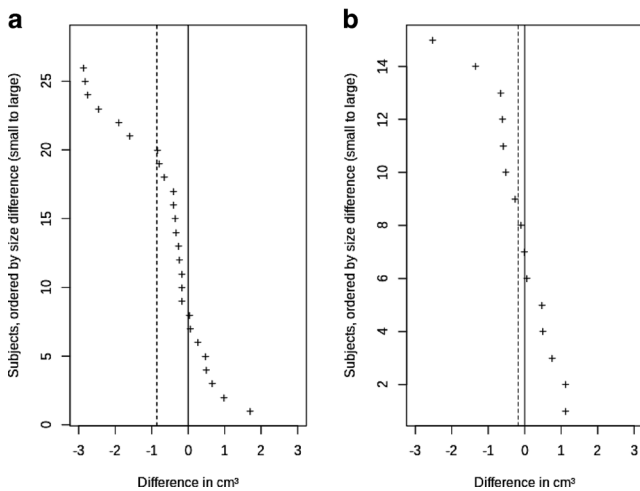 a
Subjects, ordered by size difference (small to large)
25
20
15
10
5
0
-3 -2 -1 0 1 2 3
Difference in cm³
b
Subjects, ordered by size difference (small to large)
14
12
10
8
6
4
2
-3 -2 -1 0 1 2 3
Difference in cm³